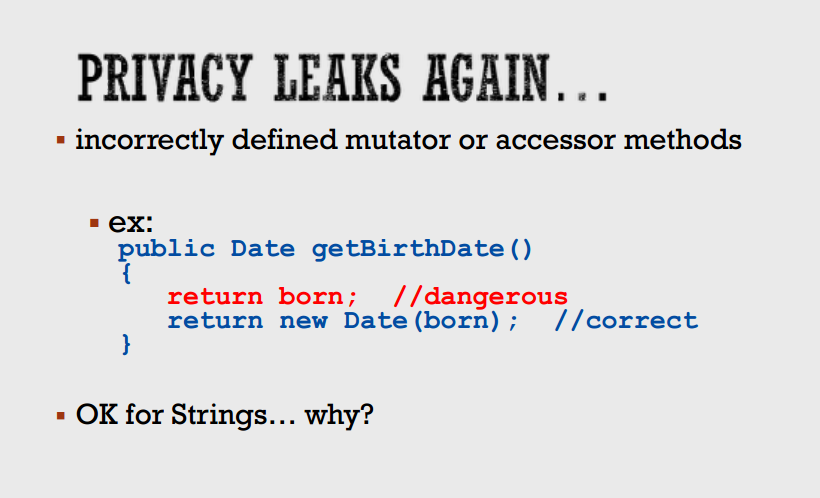 PRIVACY LEAKS AGAIN...
▪ incorrectly defined mutator or accessor methods
▪ ex:
public Date getBirthDate()
{
return born;  //dangerous
return new Date(born);  //correct
}
▪ OK for Strings... why?